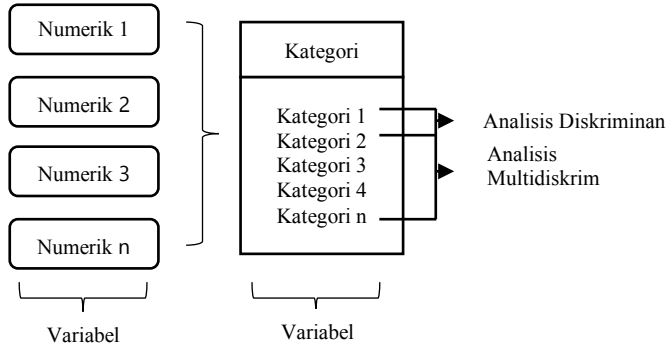 Numerik 1
Numerik 2
Numerik 3
Numerik n
Variabel
Kategori
Kategori 1
Kategori 2
Kategori 3
Kategori 4
Kategori n
Variabel
Analisis Diskriminan
Analisis
Multidiskrim